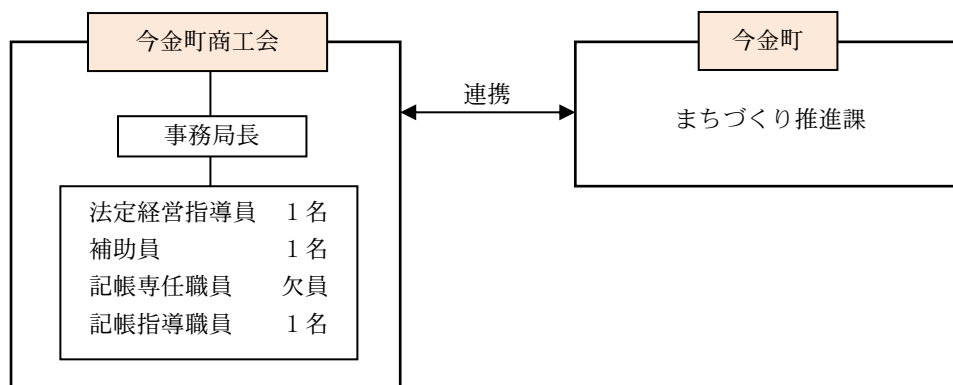 今金町商工会
事務局長
法定経営指導員　１名
補助員　１名
記帳専任職員　欠員
記帳指導職員　１名
連携
今金町
まちづくり推進課